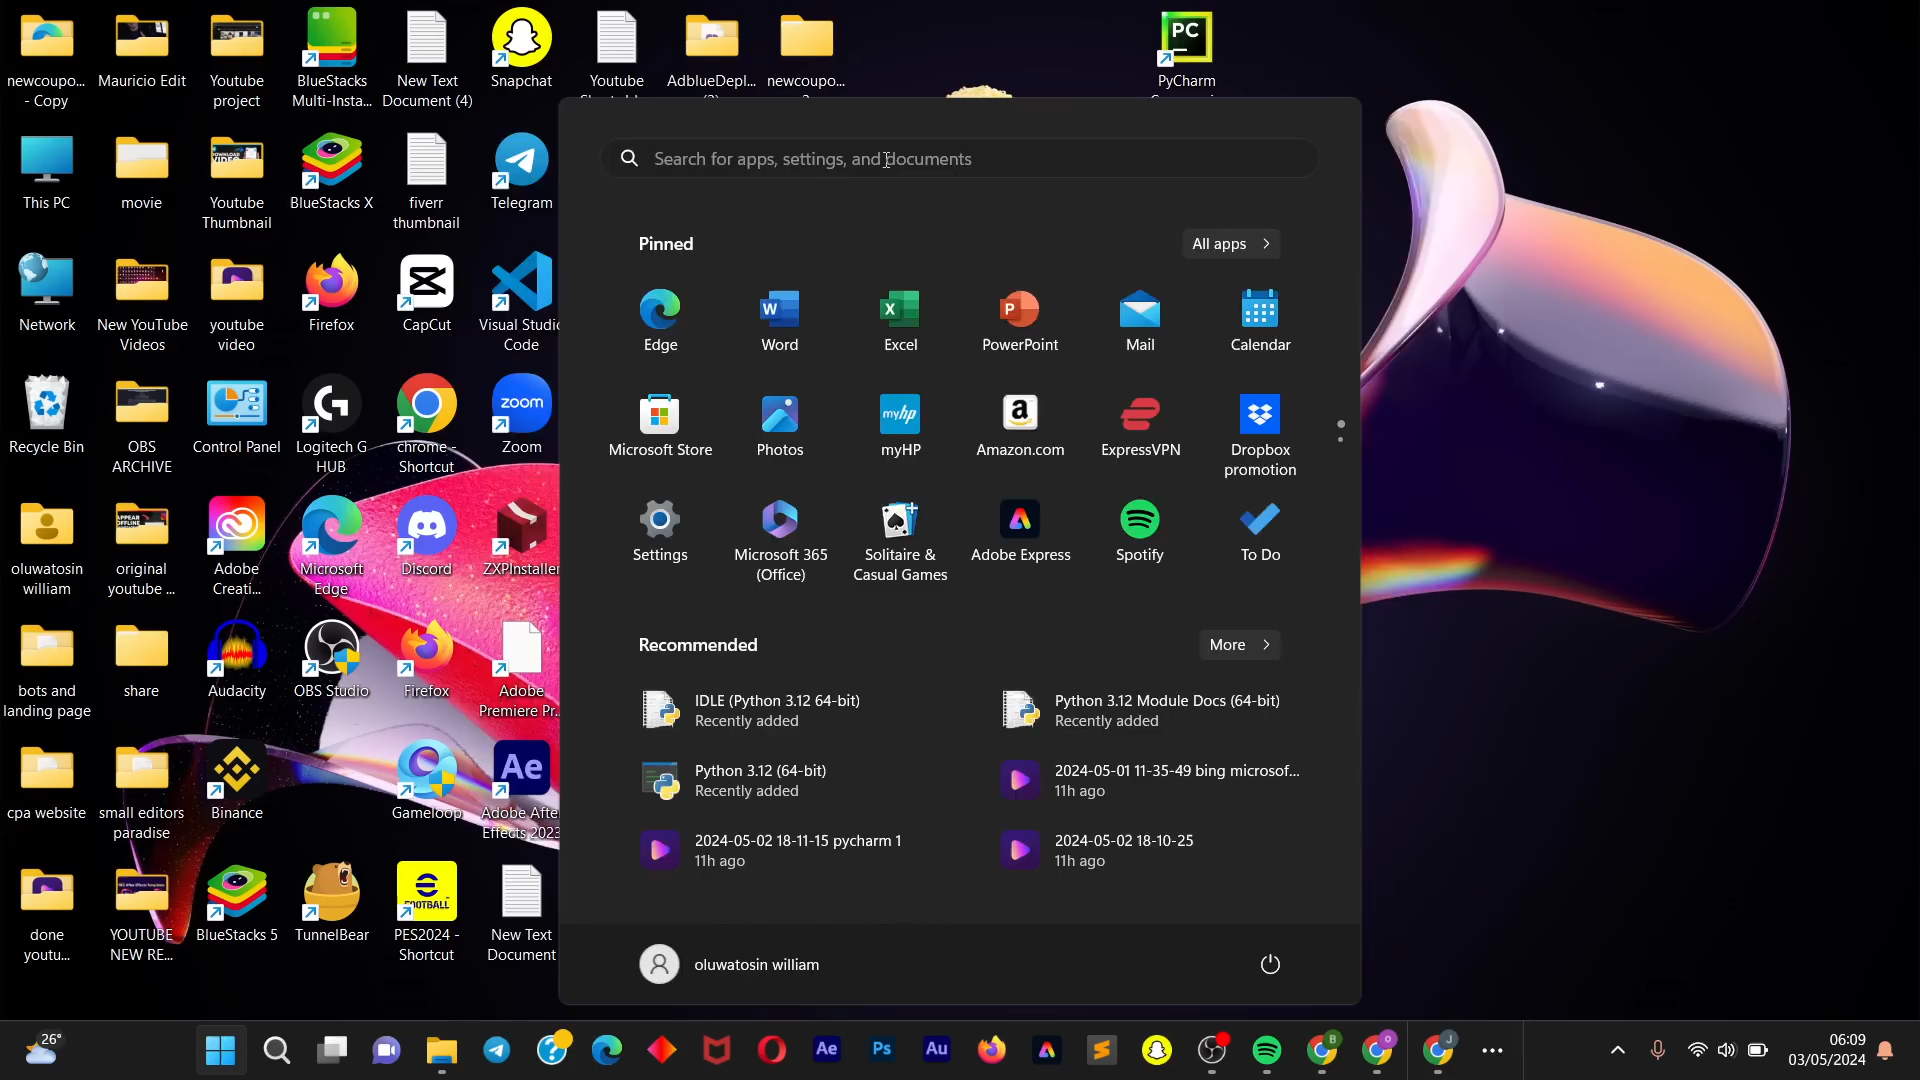 newcoupo...
- Copy
Mauricio Edit
Youtube
project
BlueStacks
Multi-Insta...
New Text
Document (4)
Snapchat
Youtube
AdblueDepl...
newcoupo...
PC
PyCharm
This PC
movie
Youtube
Thumbnail
BlueStacks X
fiverr
thumbnail
Telegram
Network
New YouTube
Videos
youtube
video
Firefox
CapCut
Visual Studio
Code
Recycle Bin
OBS
ARCHIVE
Control Panel
Logitech G
HUB
chrome -
Shortcut
zoom
Zoom
oluwatosin
william
original
youtube ...
Adobe
Creati...
Microsoft
Edge
Discord
ZXPInstaller
bots and
landing page
share
Audacity
OBS Studio
Firefox
Adobe
Premiere Pr...
cpa website
small editors
paradise
Binance
Gameloop
Ae
Adobe After
Effects 2023
done
youtu...
YOUTUBE
NEW RE...
BlueStacks 5
TunnelBear
FOOTBALL
PES2024 -
Shortcut
New Text
Document
Search for apps, settings, and documents
Pinned
All apps
Edge
Word
Excel
PowerPoint
Mail
Calendar
Microsoft Store
Photos
myhp
myHP
Amazon.com
ExpressVPN
Dropbox
promotion
Settings
Microsoft 365
(Office)
Solitaire &
Casual Games
Adobe Express
Spotify
To Do
Recommended
More
IDLE (Python 3.12 64-bit)
Recently added
Python 3.12 Module Docs (64-bit)
Recently added
Python 3.12 (64-bit)
Recently added
2024-05-01 11-35-49 bing microsof...
11h ago
2024-05-02 18-11-15 pycharm 1
11h ago
2024-05-02 18-10-25
11h ago
oluwatosin william
26°
Ae
Ps
Au
B
J
06:09
03/05/2024